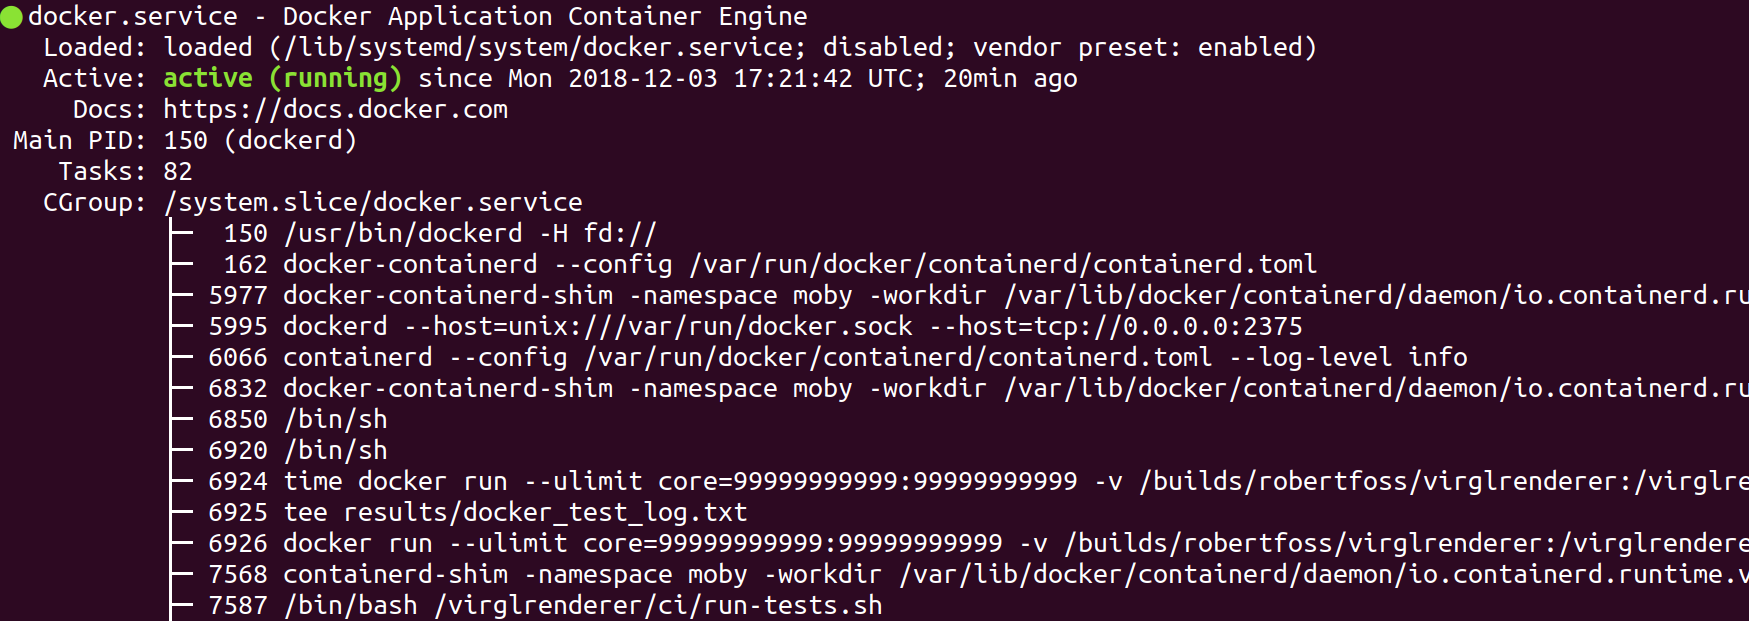 docker.service - Docker Application Container Engine
Loaded: loaded (/lib/systemd/system/docker.service; disabled; vendor preset: enabled)
Active: active (running) since Mon 2018-12-03 17:21:42 UTC; 20min ago
Docs: https://docs.docker.com
Main PID: 150 (dockerd)
Tasks: 82
CGroup: /system.slice/docker.service
150 /usr/bin/dockerd -H fd://
162 docker-containerd --config /var/run/docker/containerd/containerd.toml
5977 docker-containerd-shim -namespace moby -workdir /var/lib/docker/containerd/daemon/io.containerd.ru
5995 dockerd --host=unix:///var/run/docker.sock --host=tcp://0.0.0.0:2375
6066 containerd --config /var/run/docker/containerd/containerd.toml --log-level info
6832 docker-containerd-shim -namespace moby -workdir /var/lib/docker/containerd/daemon/io.containerd.ru
6850 /bin/sh
6920 /bin/sh
6924 time docker run --ulimit core=99999999999:99999999999 -v /builds/robertfoss/virglrenderer:/virglre
6925 tee results/docker_test_log.txt
6926 docker run --ulimit core=99999999999:99999999999 -v /builds/robertfoss/virglrenderer:/virglrendere
7568 containerd-shim -namespace moby -workdir /var/lib/docker/containerd/daemon/io.containerd.runtime.v
7587 /bin/bash /virglrenderer/ci/run-tests.sh